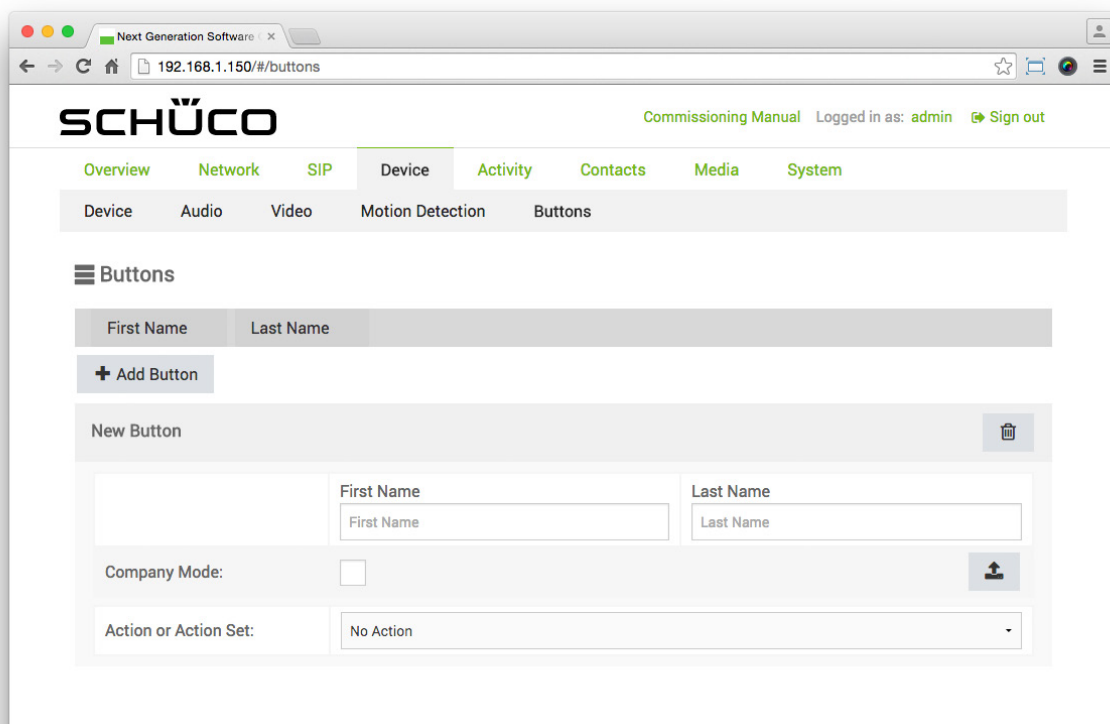 Next Generation Software
192.168.1.150/#/buttons
SCHÜCO
Commissioning Manual Logged in as: admin Sign out
Overview Network SIP Device Activity Contacts Media System
Device Audio Video Motion Detection Buttons
Buttons
First Name Last Name
Add Button
New Button
First Name Last Name
First Name Last Name
Company Mode:
Action or Action Set:
No Action